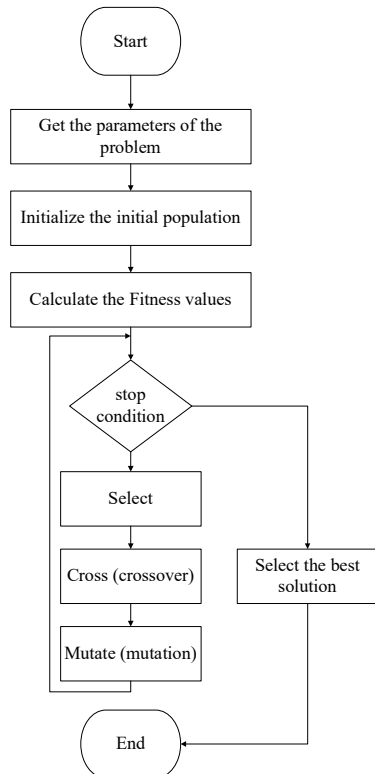 Start
Get the parameters of the
problem
Initialize the initial population
Calculate the Fitness values
stop
condition
Select
Cross (crossover)
Select the best
solution
Mutate (mutation)
End